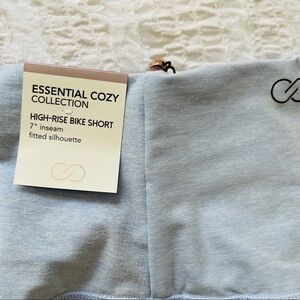 ESSENTIAL COZY
COLLECTION
HIGH-RISE BIKE SHORT
7" inseam
fitted silhouette